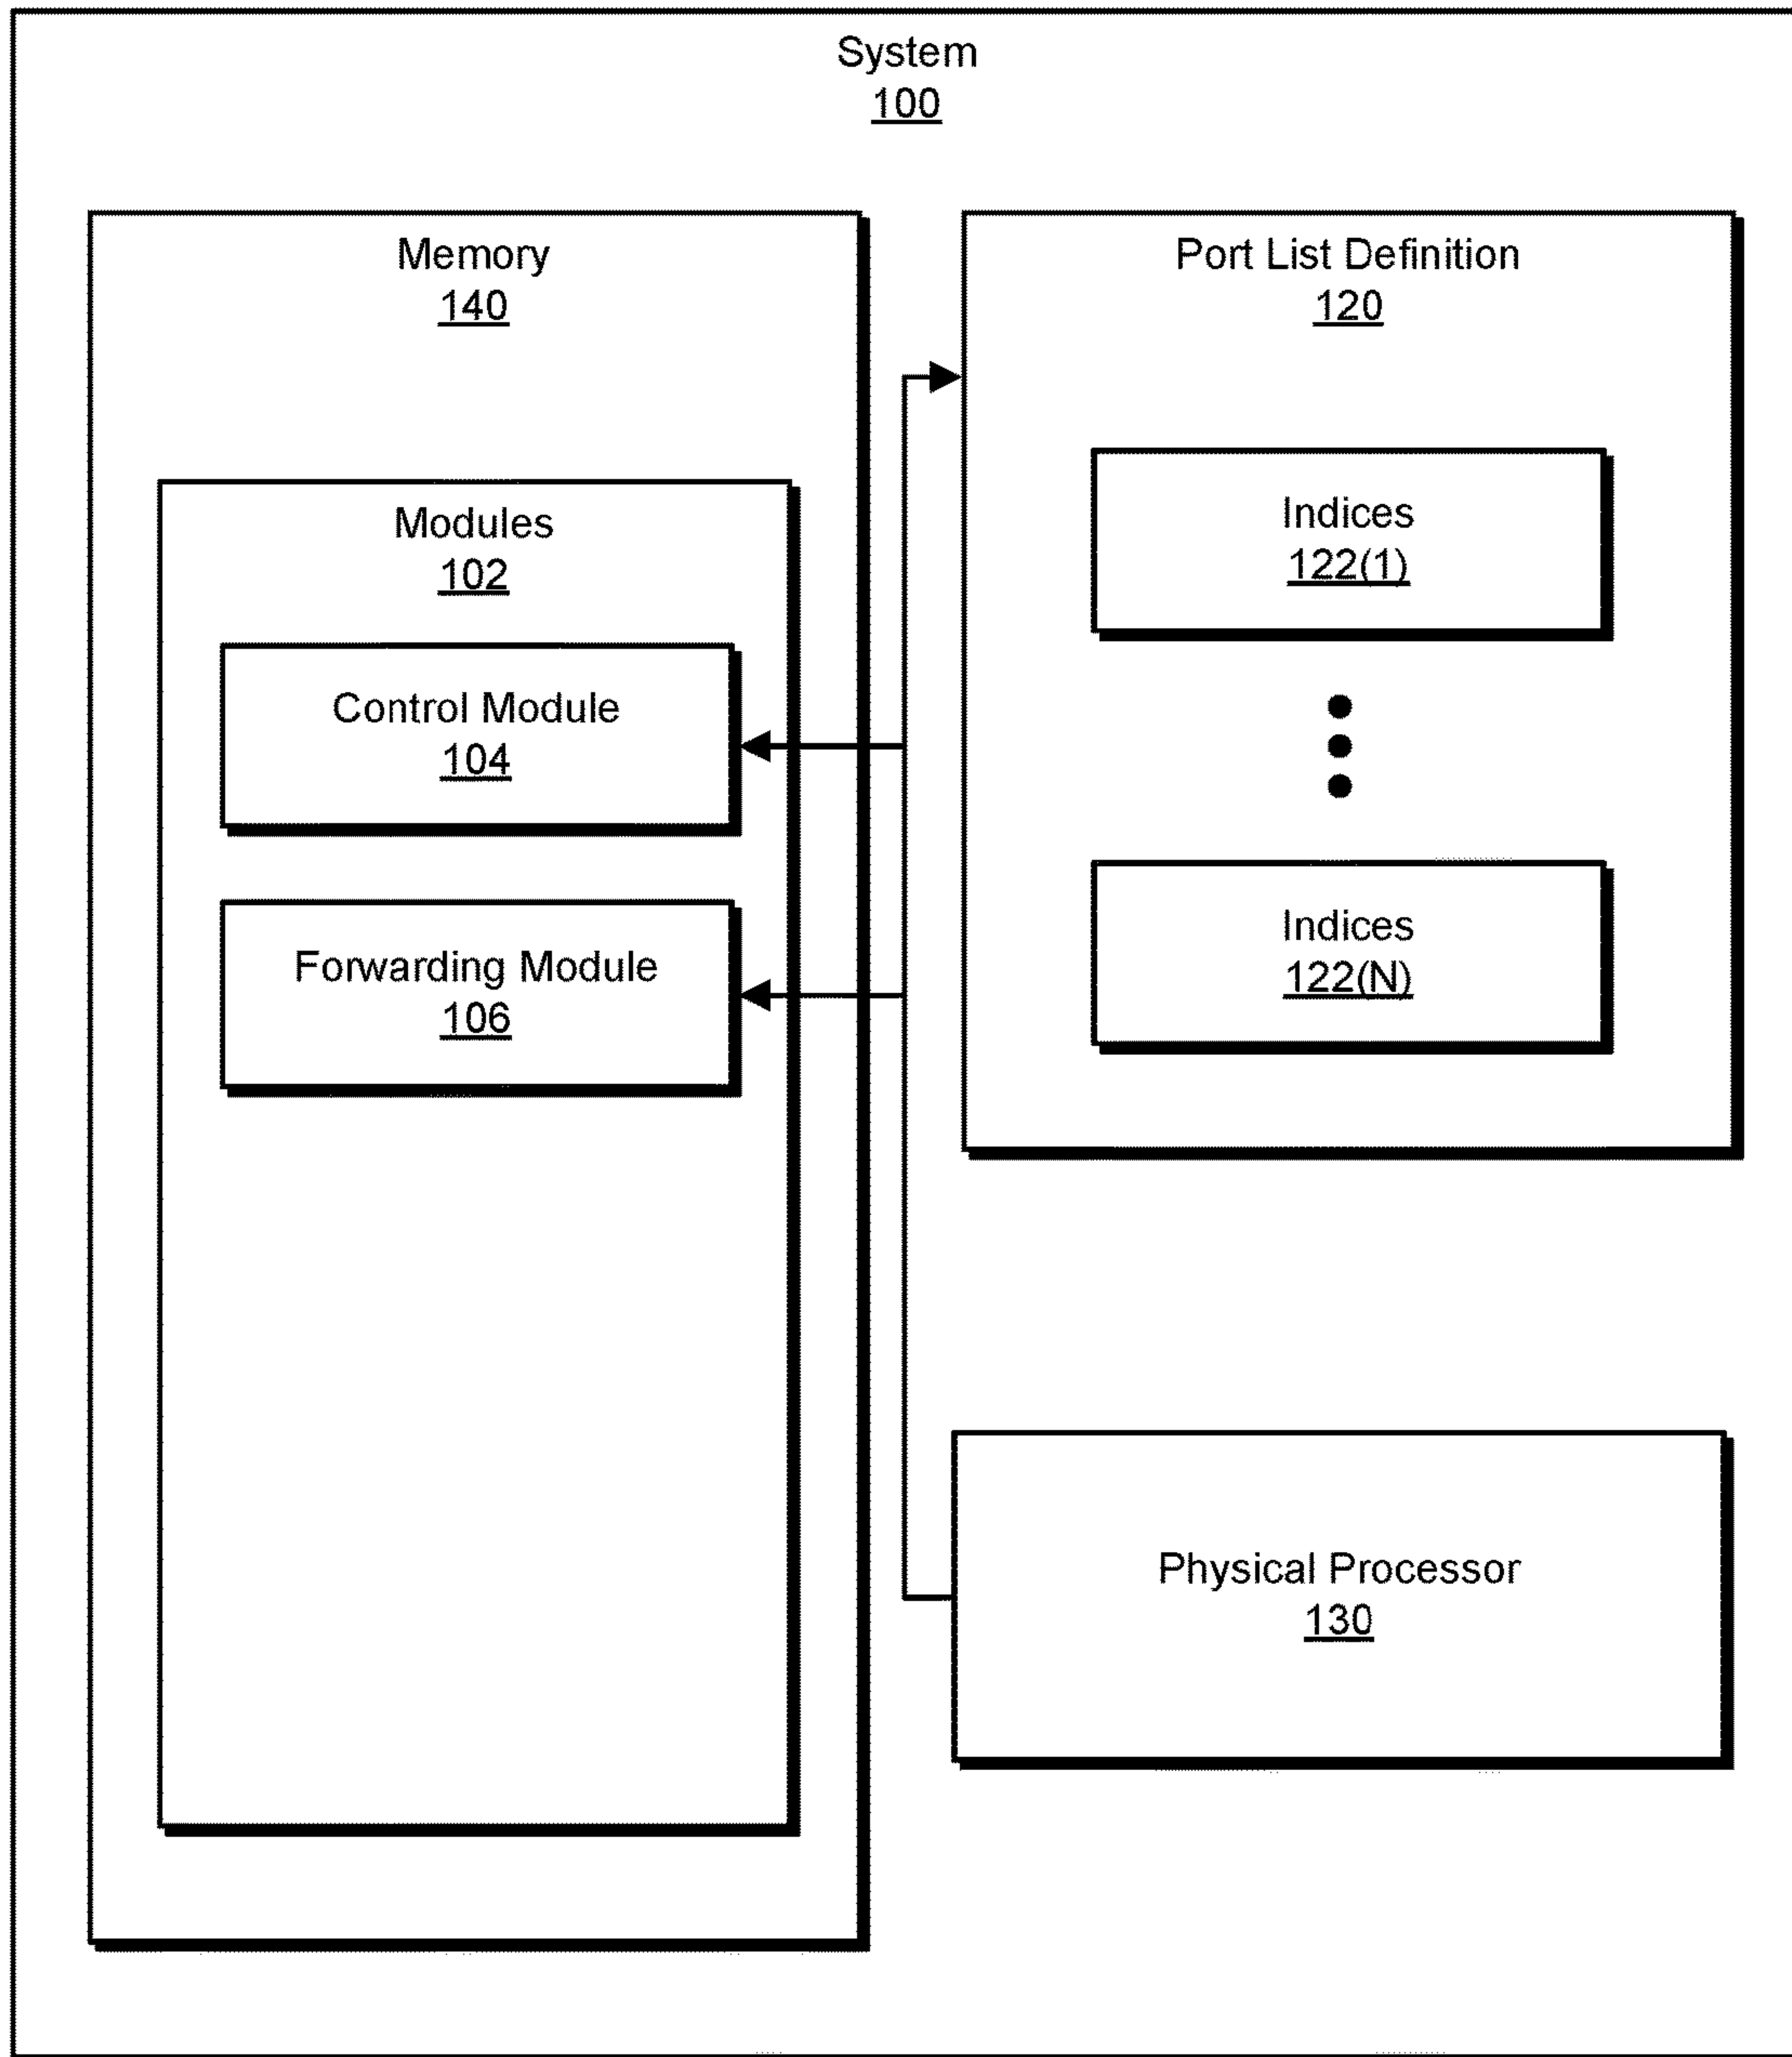 System
100
Memory
140
Modules
102
Control Module
104
Forwarding Module
106
Port List Definition
120
Indices
122(1)
Indices
122(N)
Physical Processor
130